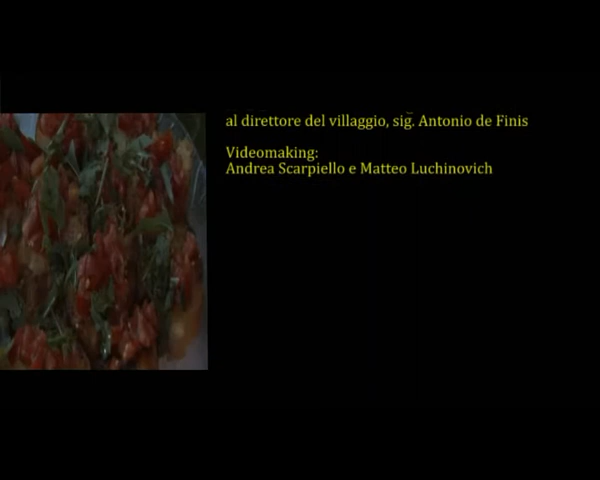 al direttore del villaggio, sig. Antonio de Finis
Videomaking:
Andrea Scarpiello e Matteo Luchinovich